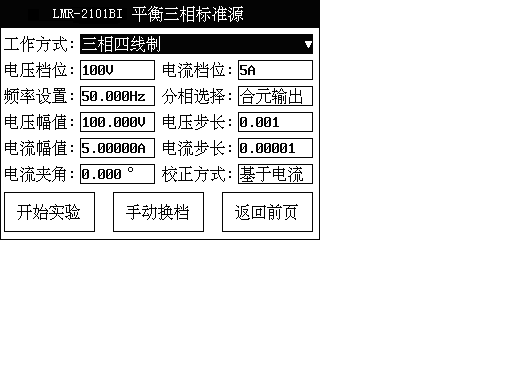 LMR-2101BI 平衡三相标准源
工作方式：三相四线制
电压档位：100V 电流档位：5A
频率设置：50.000Hz 分相选择：合元输出
电压幅值：100.000V 电压步长：0.001
电流幅值：5.00000A 电流步长：0.00001
电流夹角：0.000 ° 校正方式：基于电流
开始实验 手动换档 返回前页